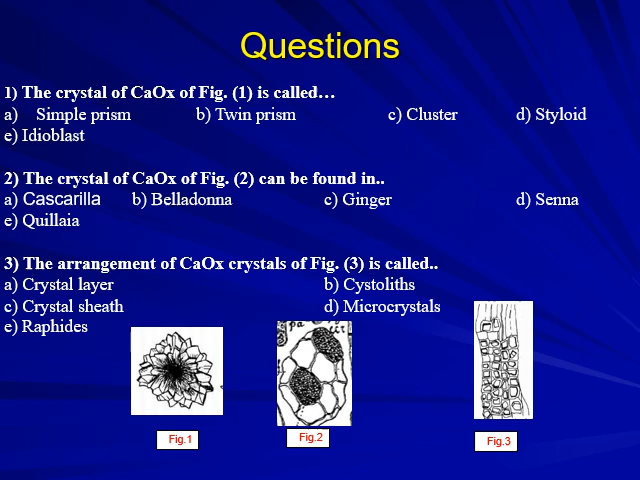 Questions
1) The crystal of CaOx of Fig. (1) is called…
a) Simple prism b) Twin prism c) Cluster d) Styloid
e) Idioblast
2) The crystal of CaOx of Fig. (2) can be found in..
a) Cascarilla b) Belladonna c) Ginger d) Senna
e) Quillaia
3) The arrangement of CaOx crystals of Fig. (3) is called..
a) Crystal layer b) Cystoliths
c) Crystal sheath d) Microcrystals
e) Raphides
Fig.1
Fig.2
Fig.3